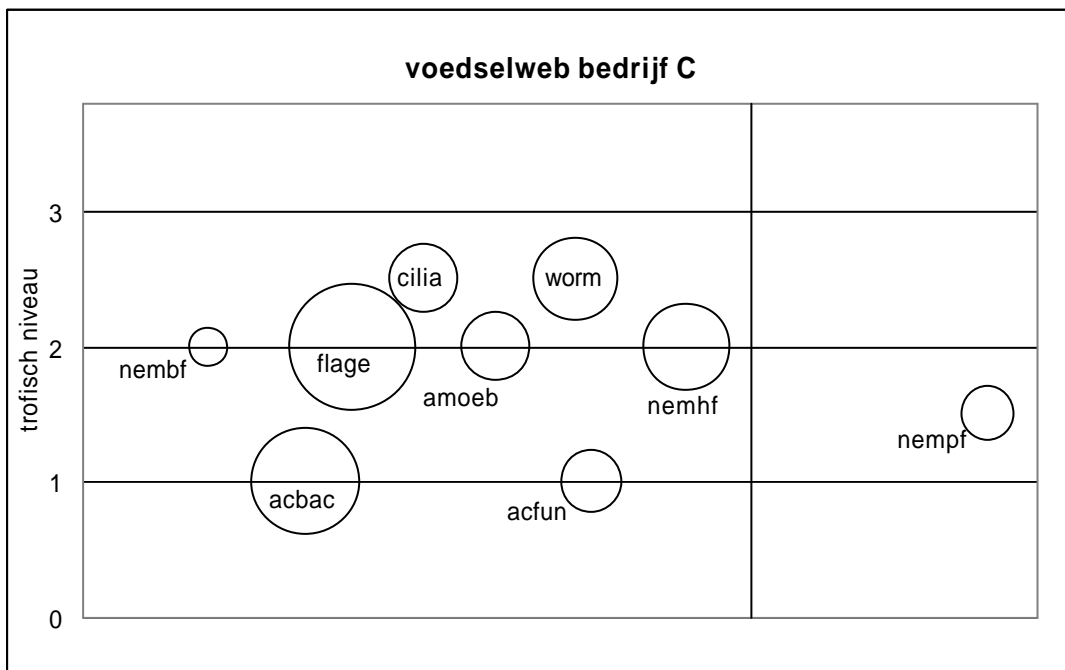 voedselweb bedrijf C
trofisch niveau
3
2
1
0
cilia
worm
nembf
flage
amoeb
nemhf
nempf
acbac
acfun